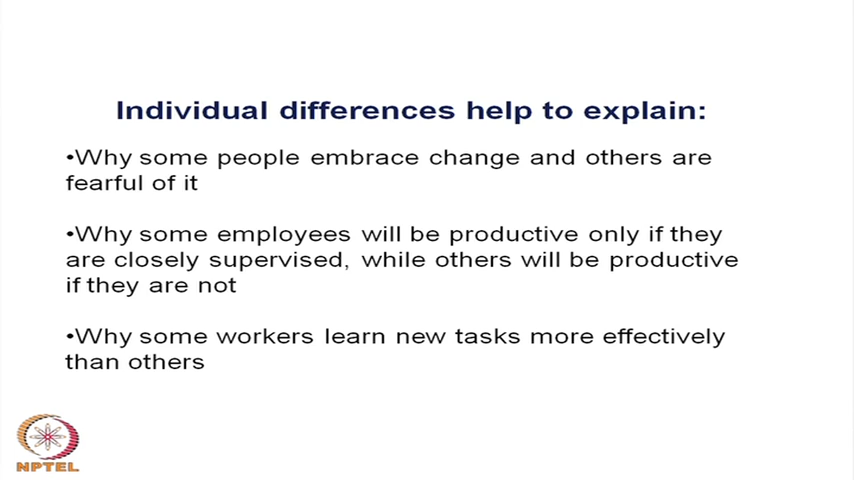 Individual differences help to explain:
•Why some people embrace change and others are
fearful of it
•Why some employees will be productive only if they
are closely supervised, while others will be productive
if they are not
•Why some workers learn new tasks more effectively
than others
NPTEL